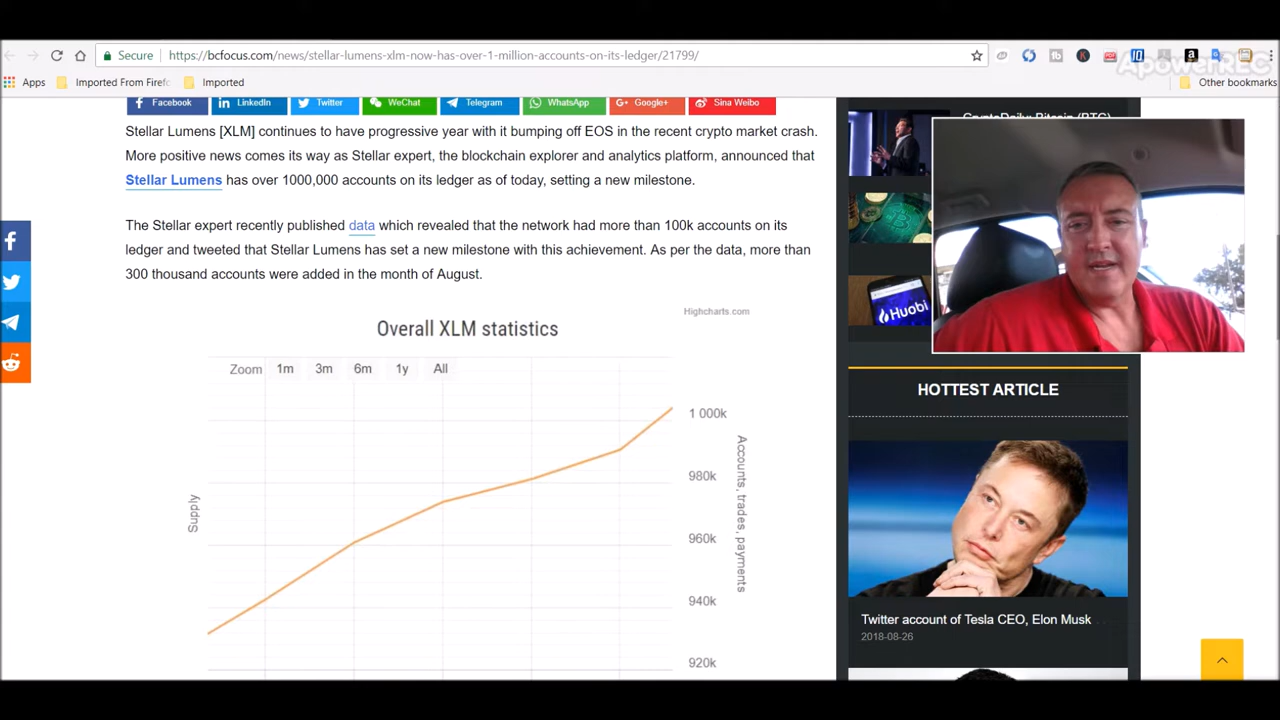 Secure
https://bcfocus.com/news/stellar-lumens-xlm-now-has-over-1-million-accounts-on-its-ledger/21799/
ApowerREC
Apps
Imported From Firefc
Imported
Other bookmarks
Facebook
LinkedIn
Twitter
WeChat
Telegram
WhatsApp
Google+
Sina Weibo
Stellar Lumens [XLM] continues to have progressive year with it bumping off EOS in the recent crypto market crash.
More positive news comes its way as Stellar expert, the blockchain explorer and analytics platform, announced that
Stellar Lumens has over 1000,000 accounts on its ledger as of today, setting a new milestone.
The Stellar expert recently published data which revealed that the network had more than 100k accounts on its
ledger and tweeted that Stellar Lumens has set a new milestone with this achievement. As per the data, more than
300 thousand accounts were added in the month of August.
Highcharts.com
Overall XLM statistics
Zoom 1m 3m 6m 1y All
1 000k
980k
960k
940k
920k
Supply
Accounts, trades, payments
CryptoDaily: Bitcoin (BTC)
Huobi
HOTTEST ARTICLE
Twitter account of Tesla CEO, Elon Musk
2018-08-26